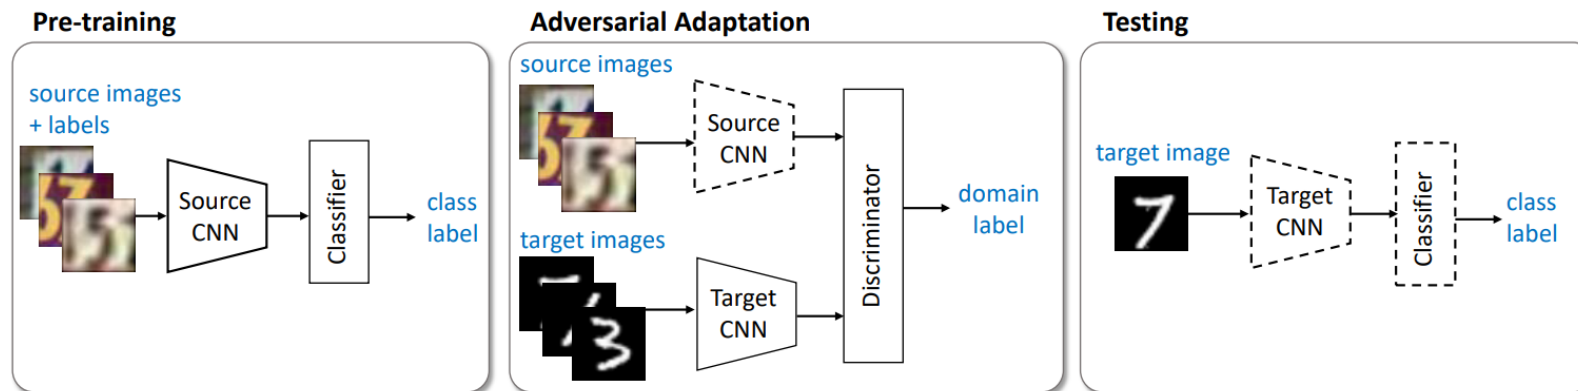 Pre-training
source images
+ labels
Source
CNN
Classifier
class
label
Adversarial Adaptation
source images
Source
CNN
target images
Target
CNN
Discriminator
domain
label
Testing
target image
7
Target
CNN
Classifier
class
label